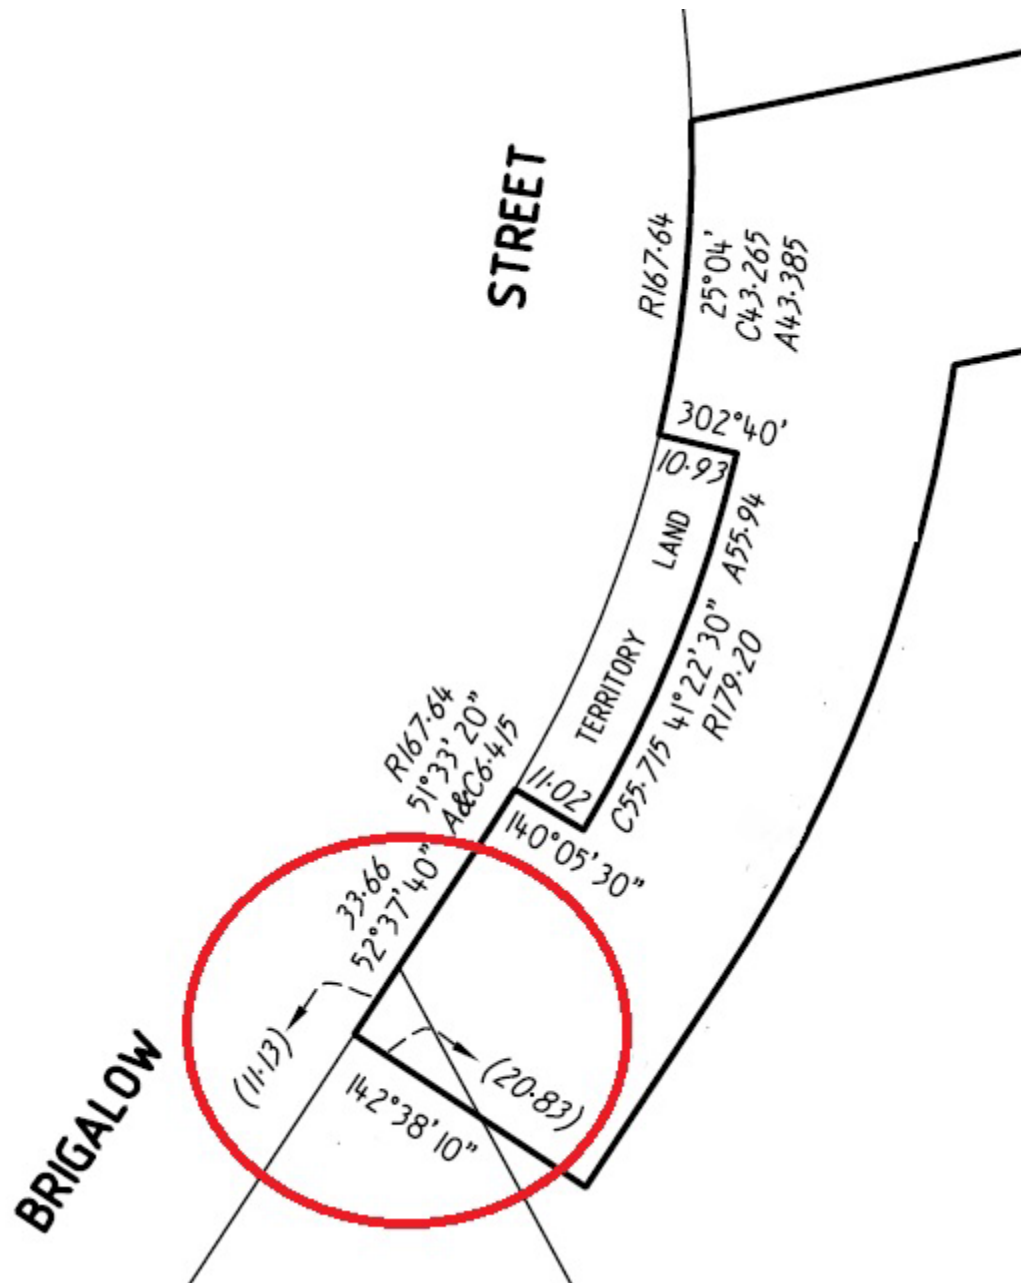 STREET
R167·64
25°04'
C43·265
A43·385
302°40'
10·93
LAND
TERRITORY
A55·94
C55·715 41°22'30"
R179·20
11·02
140°05'30"
R167·64
51°33'20"
A&C6·415
33·66
52°37'40"
(11·13)
(20·83)
142°38'10"
BRIGALOW